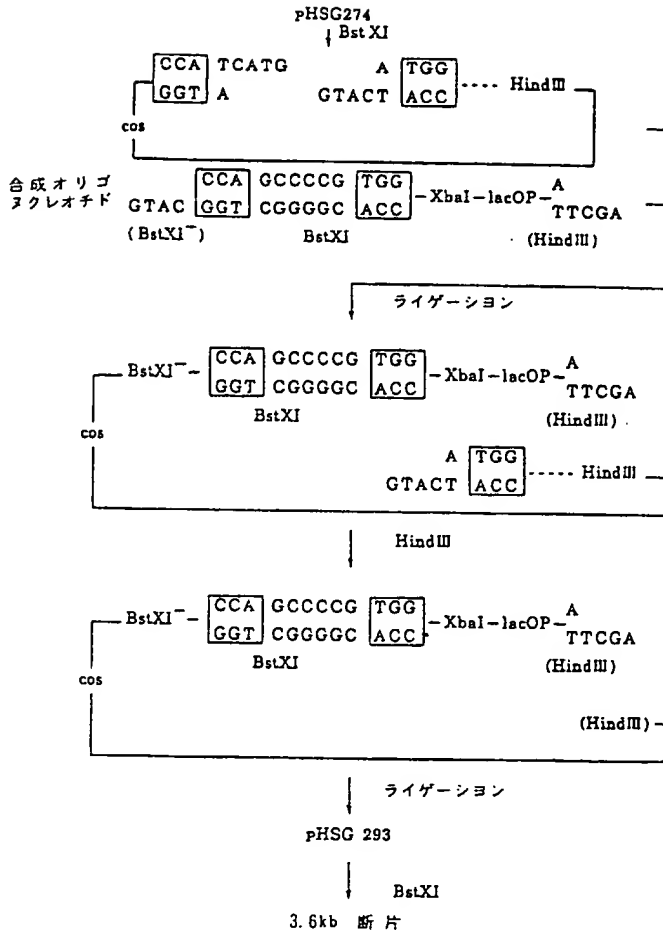 pHSG274
BstXI
CCA TCATG A TGG
GGT A GTACT ACC ---- HindⅢ
cos
合成オリゴ
ヌクレオチド
CCA GCCCCG TGG -XbaI-lacOP- A
GTAC GGT CGGGGC ACC TTCGA
(BstXI⁻) BstXI (HindⅢ)
ライゲーション
BstXI⁻- CCA GCCCCG TGG -XbaI-lacOP- A
GGT CGGGGC ACC TTCGA
BstXI (HindⅢ)
cos
A TGG
GTACT ACC ----- HindⅢ
HindⅢ
BstXI⁻- CCA GCCCCG TGG -XbaI-lacOP- A
GGT CGGGGC ACC TTCGA
BstXI (HindⅢ)
cos
(HindⅢ)
ライゲーション
pHSG 293
BstXI
3.6kb 断片